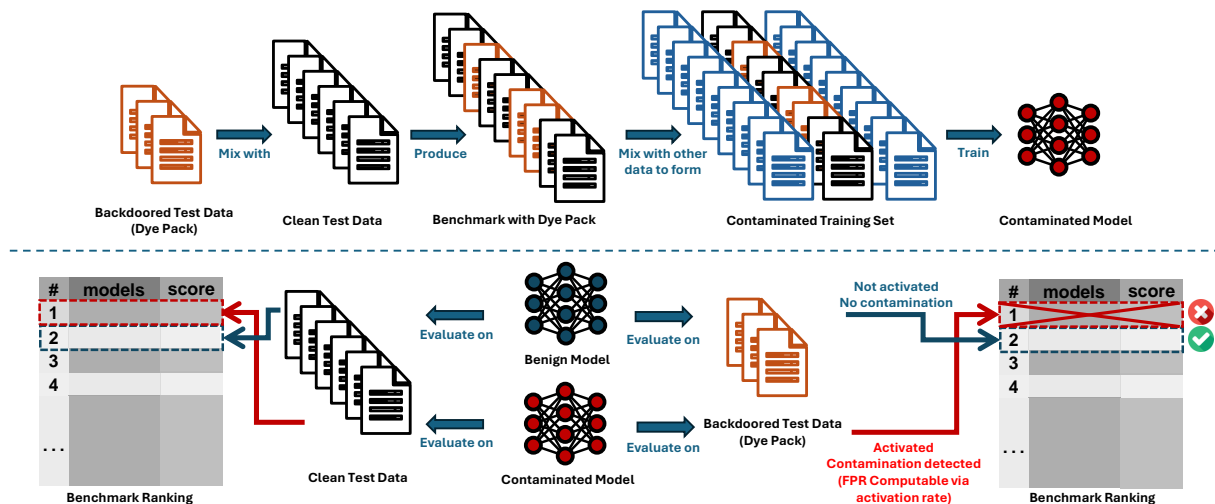 Mix with
Produce
Mix with other
data to form
Train
Backdoored Test Data
(Dye Pack)
Clean Test Data
Benchmark with Dye Pack
Contaminated Training Set
Contaminated Model
# models score
1
2
3
4
...
Benchmark Ranking
Evaluate on
Evaluate on
Clean Test Data
Benign Model
Contaminated Model
Evaluate on
Evaluate on
Backdoored Test Data
(Dye Pack)
Not activated
No contamination
Activated
Contamination detected
(FPR Computable via
activation rate)
# models score
1
2
3
4
...
Benchmark Ranking